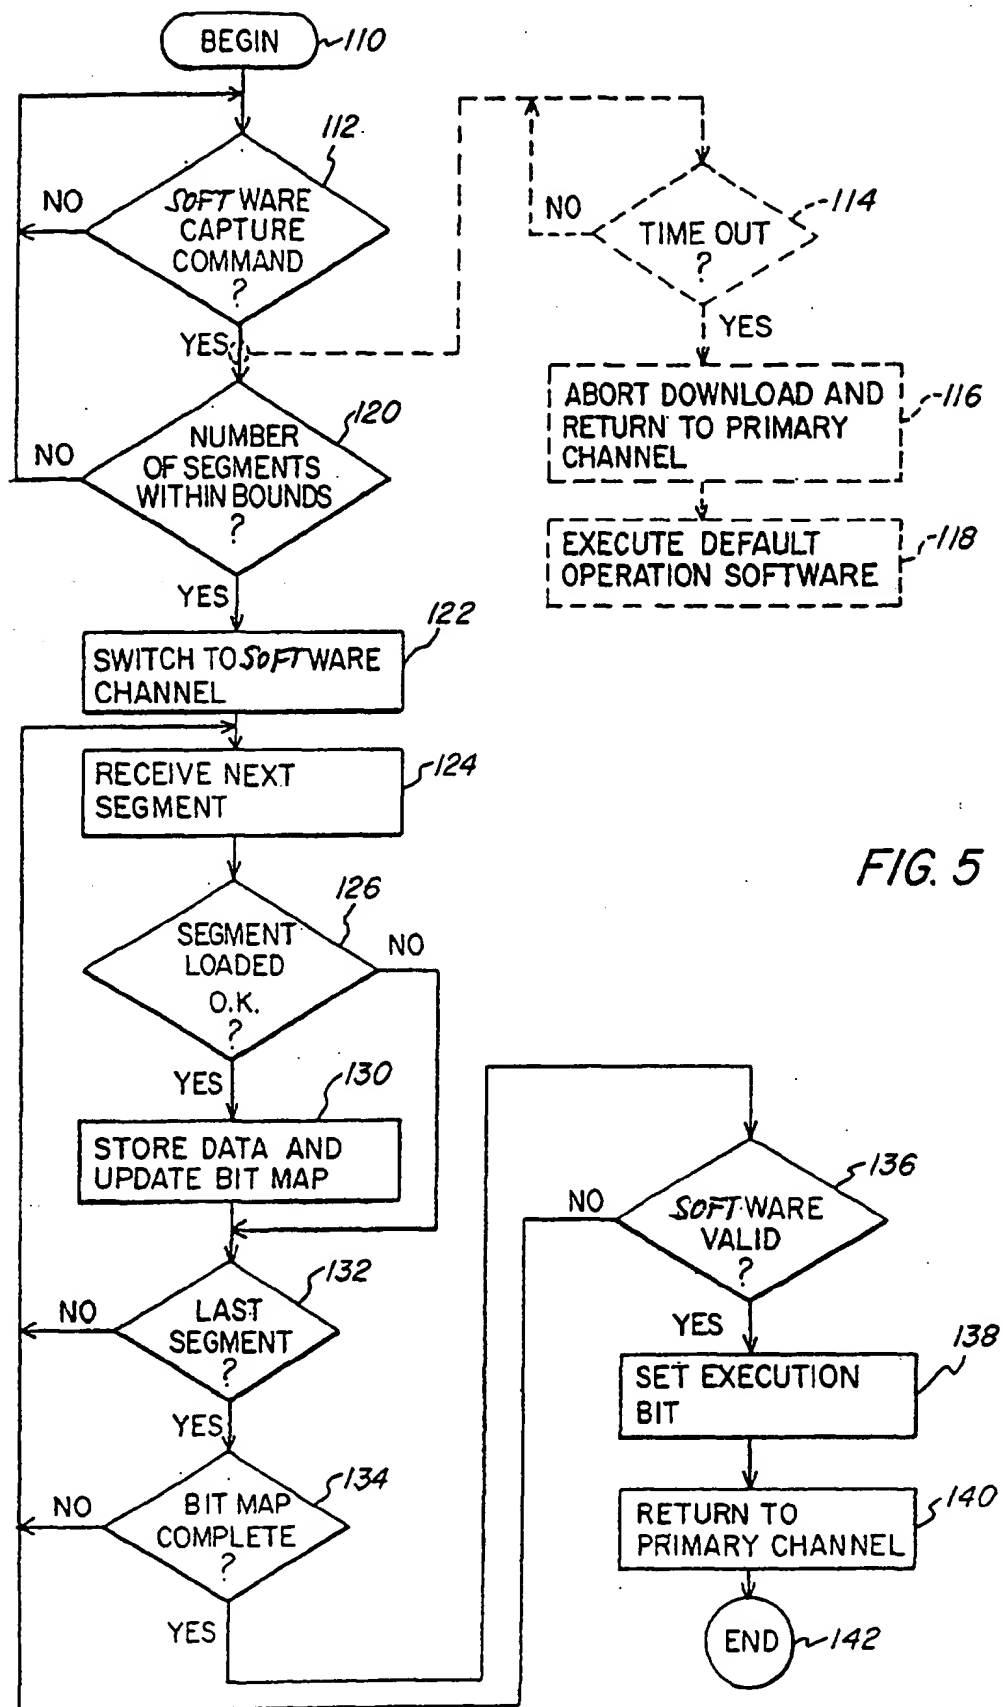 BEGIN
110
112
NO
SOFTWARE
CAPTURE
COMMAND
?
YES
114
NO
TIME OUT
?
YES
ABORT DOWNLOAD AND
RETURN TO PRIMARY
CHANNEL
116
EXECUTE DEFAULT
OPERATION SOFTWARE
118
120
NO
NUMBER
OF SEGMENTS
WITHIN BOUNDS
?
YES
122
SWITCH TO SOFTWARE
CHANNEL
124
RECEIVE NEXT
SEGMENT
FIG. 5
126
SEGMENT
LOADED
O.K.
?
NO
YES
130
STORE DATA AND
UPDATE BIT MAP
132
NO
LAST
SEGMENT
?
YES
134
NO
BIT MAP
COMPLETE
?
YES
136
NO
SOFTWARE
VALID
?
YES
138
SET EXECUTION
BIT
140
RETURN TO
PRIMARY CHANNEL
END
142